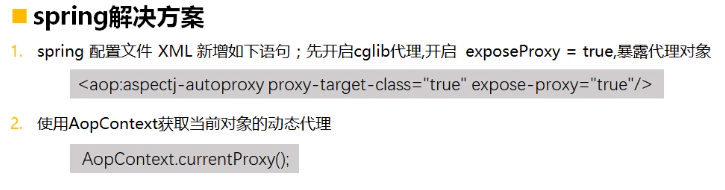 spring解决方案
1. spring 配置文件 XML 新增如下语句；先开启cglib代理,开启 exposeProxy = true,暴露代理对象
<aop:aspectj-autoproxy proxy-target-class="true" expose-proxy="true"/>
2. 使用AopContext获取当前对象的动态代理
AopContext.currentProxy();